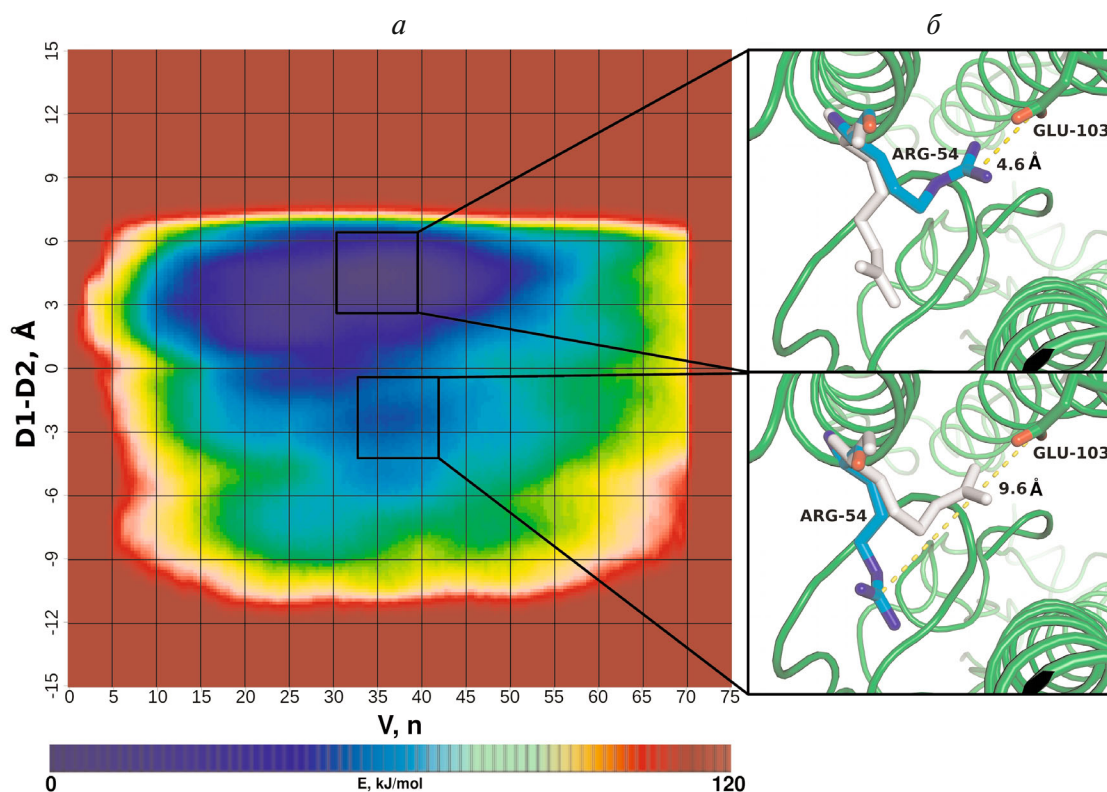 а
б
15
12
9
6
3
0
-3
-6
-9
-12
-15
D1-D2, Å
0 5 10 15 20 25 30 35 40 45 50 55 60 65 70 75
V, n
0 E, kJ/mol 120
GLU-103
ARG-54
4.6 Å
GLU-103
9.6 Å
ARG-54